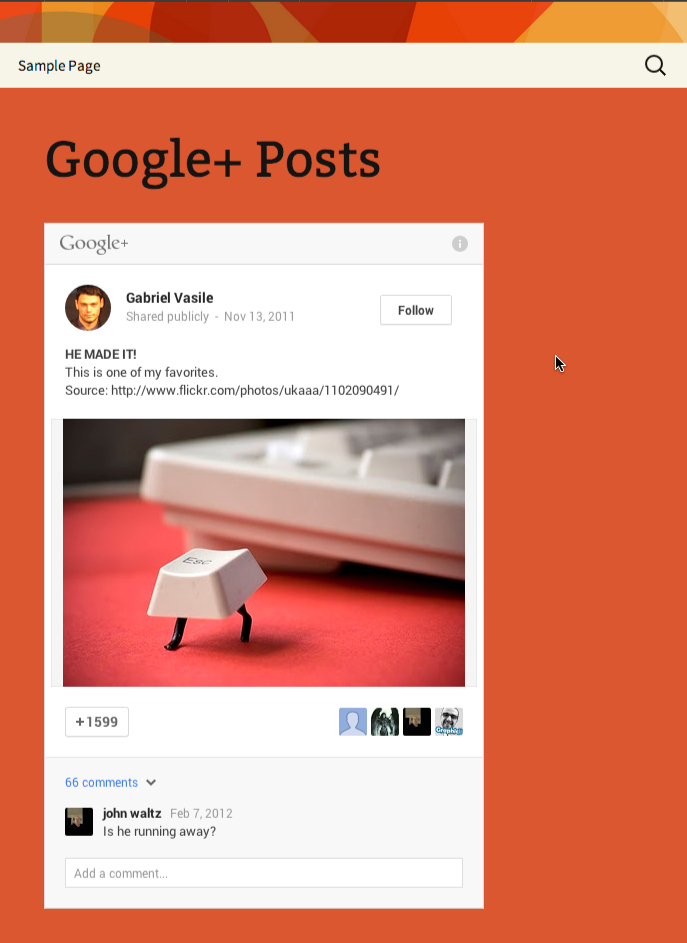 Sample Page
Google+ Posts
Google+
Gabriel Vasile
Shared publicly - Nov 13, 2011
Follow
HE MADE IT!
This is one of my favorites.
Source: http://www.flickr.com/photos/ukaaa/1102090491/
Esc
+1599
Graphic
66 comments
john waltz Feb 7, 2012
Is he running away?
Add a comment...